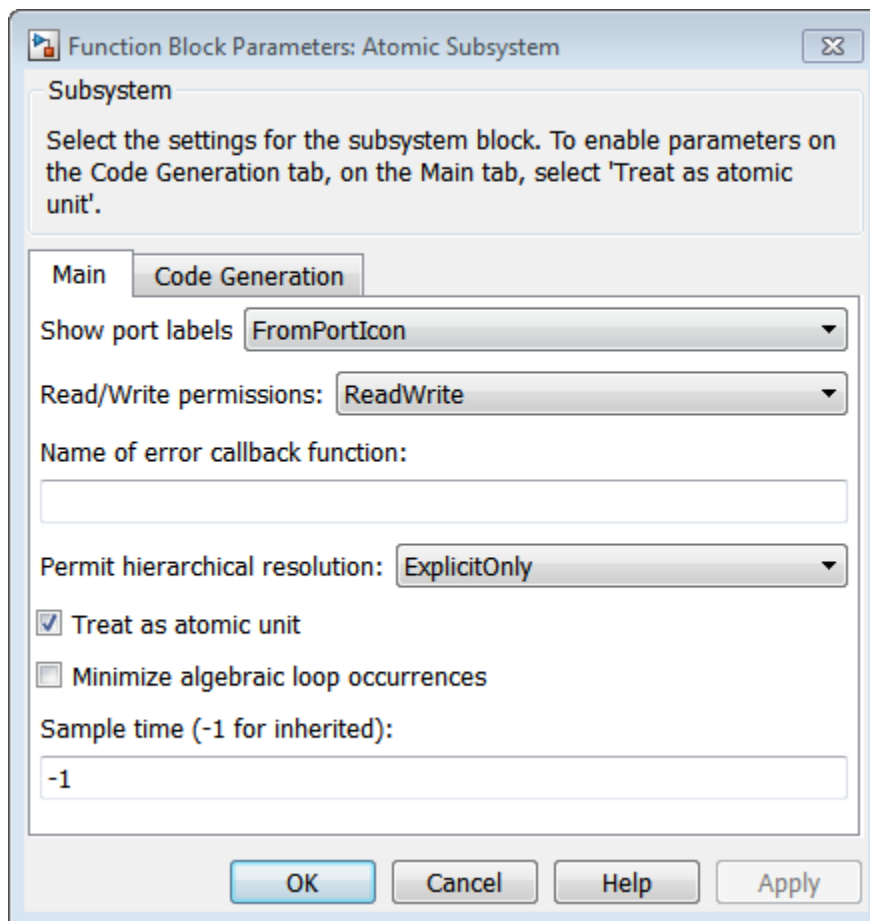 Function Block Parameters: Atomic Subsystem
Subsystem
Select the settings for the subsystem block. To enable parameters on
the Code Generation tab, on the Main tab, select 'Treat as atomic
unit'.
Main Code Generation
Show port labels FromPortIcon
Read/Write permissions: ReadWrite
Name of error callback function:
Permit hierarchical resolution: ExplicitOnly
Treat as atomic unit
Minimize algebraic loop occurrences
Sample time (-1 for inherited):
-1
OK Cancel Help Apply